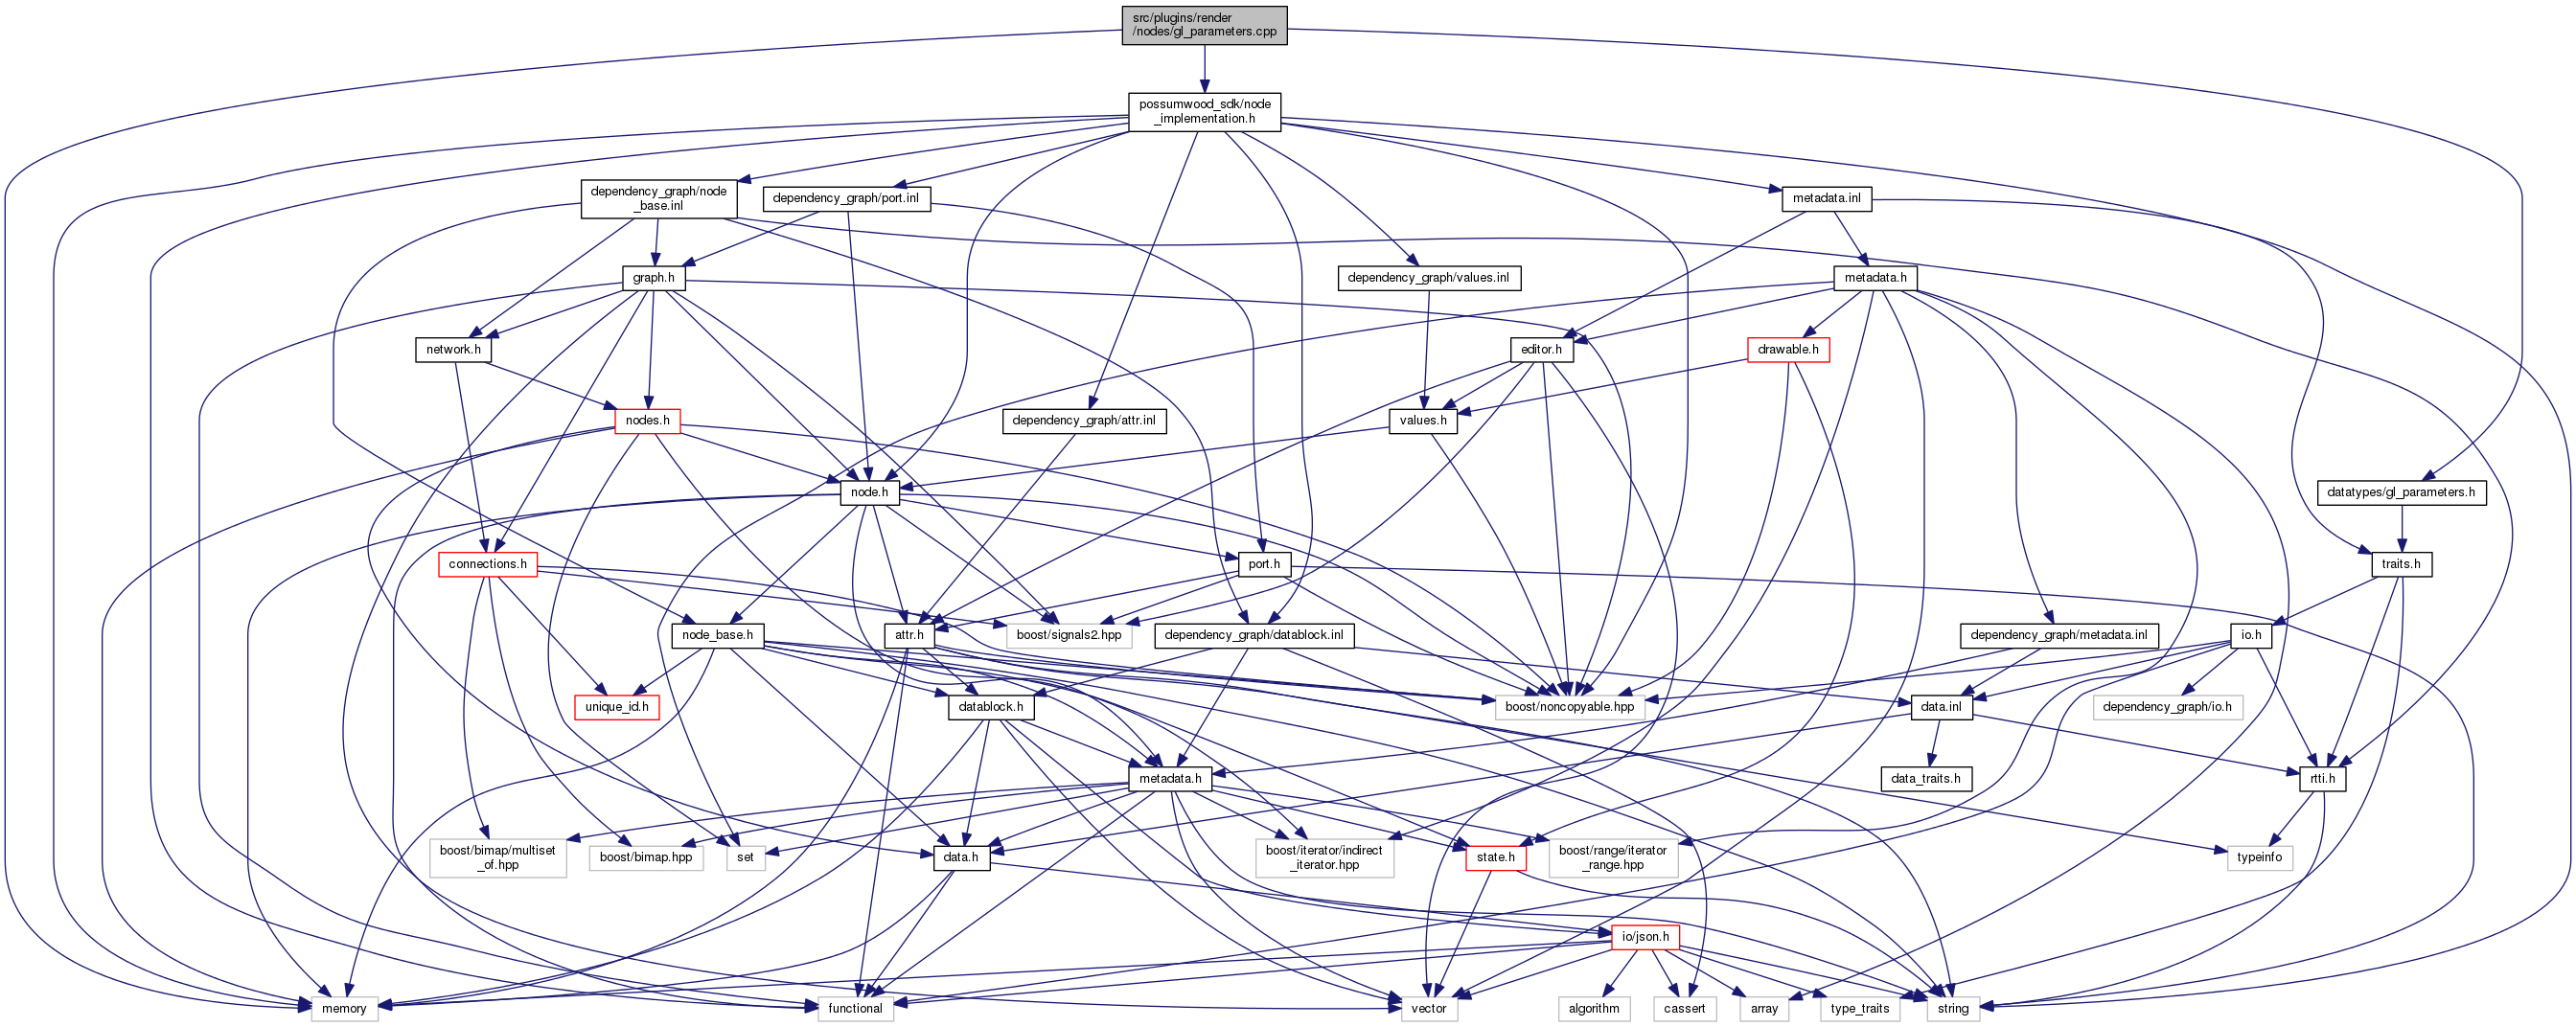 src/plugins/render
/nodes/gl_parameters.cpp
possumwood_sdk/node
_implementation.h
dependency_graph/node
_base.inl
dependency_graph/port.inl
metadata.inl
graph.h
dependency_graph/values.inl
metadata.h
network.h
editor.h
drawable.h
nodes.h
dependency_graph/attr.inl
values.h
node.h
datatypes/gl_parameters.h
connections.h
port.h
traits.h
node_base.h
attr.h
boost/signals2.hpp
dependency_graph/datablock.inl
dependency_graph/metadata.inl
io.h
unique_id.h
datablock.h
boost/noncopyable.hpp
data.inl
dependency_graph/io.h
metadata.h
data_traits.h
rtti.h
boost/bimap/multiset
_of.hpp
boost/bimap.hpp
set
data.h
boost/iterator/indirect
_iterator.hpp
state.h
boost/range/iterator
_range.hpp
typeinfo
io/json.h
memory
functional
vector
algorithm
cassert
array
type_traits
string